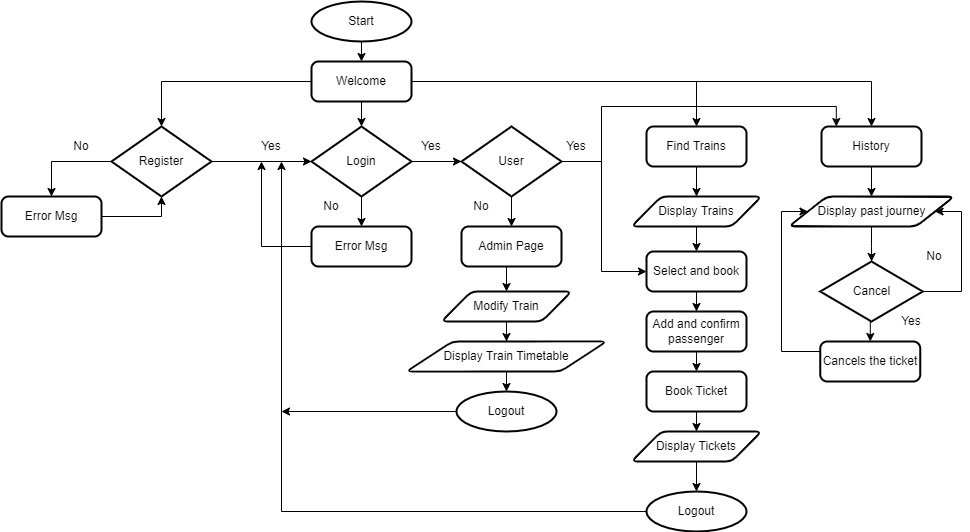 Start
Welcome
No
Register
Yes
Login
Yes
User
Yes
Find Trains
History
Error Msg
No
Error Msg
No
Admin Page
Display Trains
Display past journey
Select and book
No
Cancel
Modify Train
Add and confirm
passenger
Yes
Display Train Timetable
Cancels the ticket
Book Ticket
Logout
Display Tickets
Logout